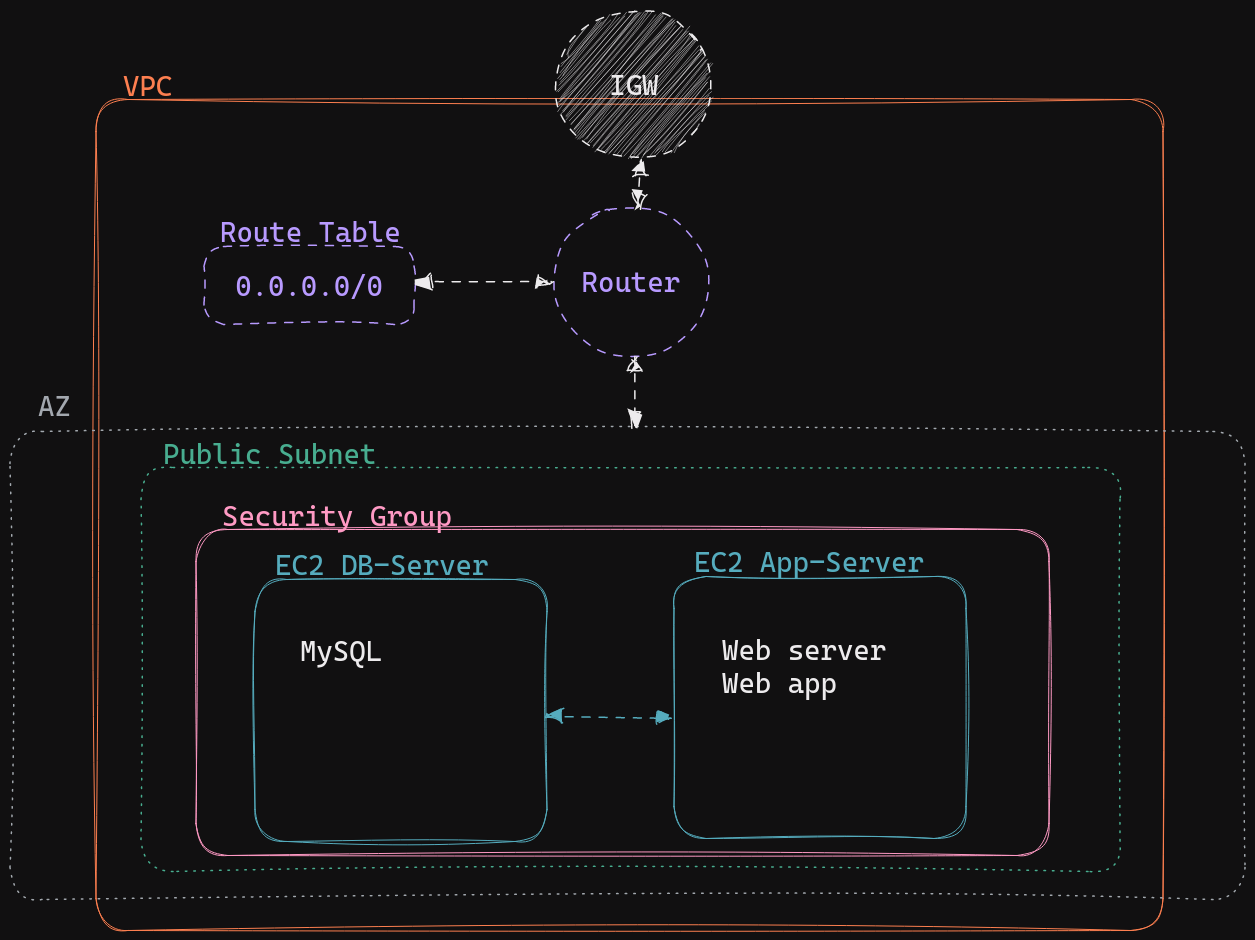 IGW
VPC
Route Table
0.0.0.0/0
Router
AZ
Public Subnet
Security Group
EC2 DB-Server
EC2 App-Server
MySQL
Web server
Web app